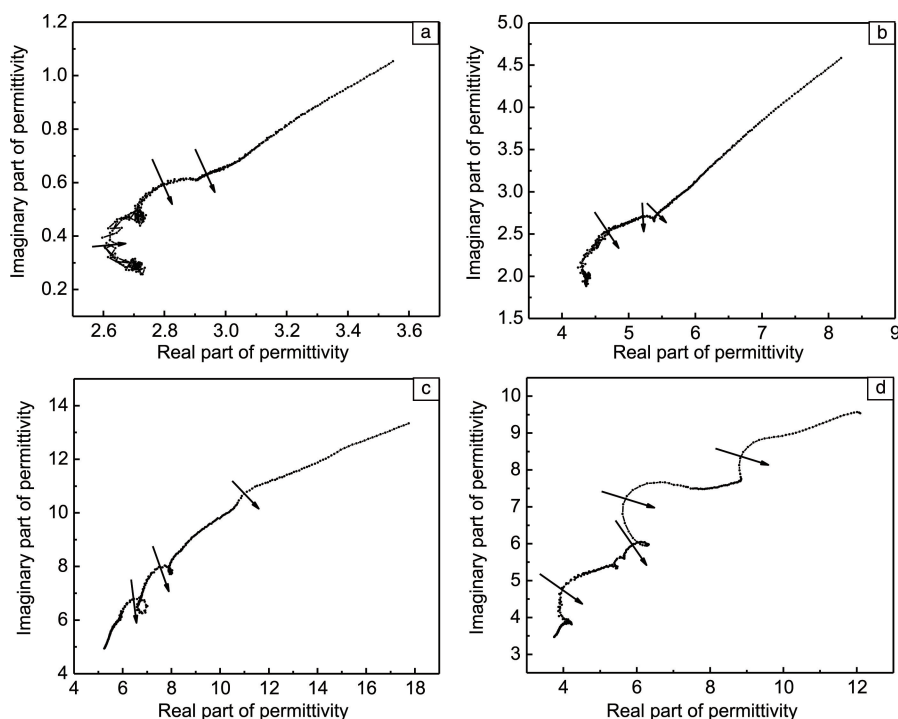 a
1.2
1.0
0.8
0.6
0.4
0.2
Imaginary part of permittivity
2.6 2.8 3.0 3.2 3.4 3.6
Real part of permittivity
b
5.0
4.5
4.0
3.5
3.0
2.5
2.0
1.5
Imaginary part of permittivity
4 5 6 7 8 9
Real part of permittivity
c
14
12
10
8
6
4
Imaginary part of permittivity
4 6 8 10 12 14 16 18
Real part of permittivity
d
10
9
8
7
6
5
4
3
Imaginary part of permittivity
4 6 8 10 12
Real part of permittivity